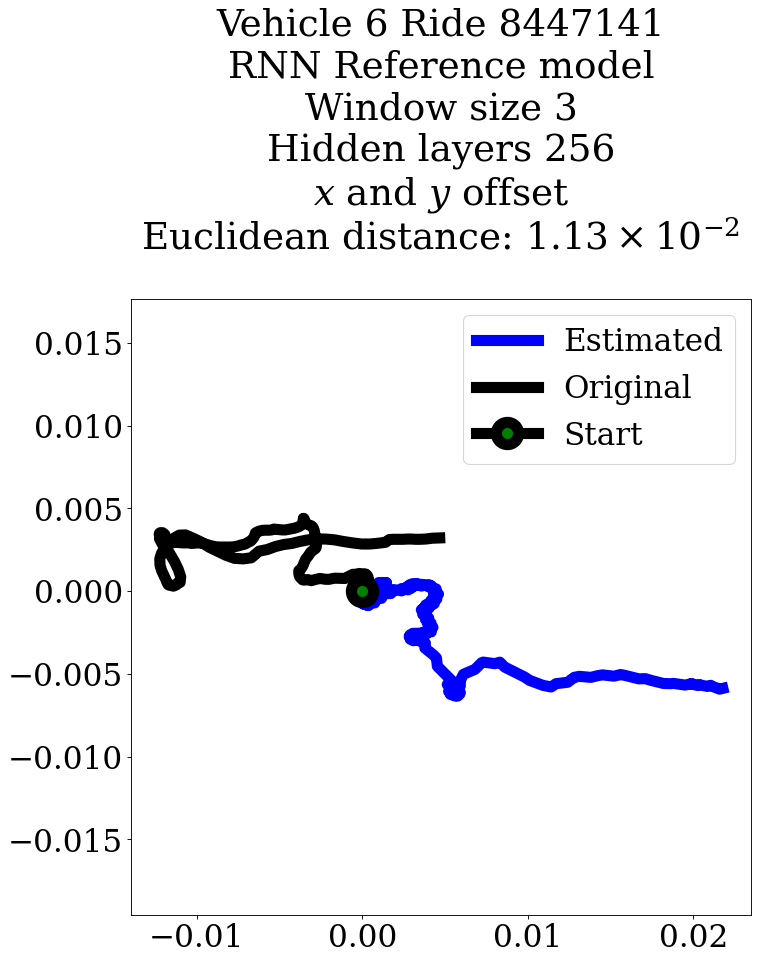 Vehicle 6 Ride 8447141
RNN Reference model
Window size 3
Hidden layers 256
x and y offset
Euclidean distance: 1.13 × 10⁻²
Estimated
Original
Start
0.015
0.010
0.005
0.000
−0.005
−0.010
−0.015
−0.01 0.00 0.01 0.02